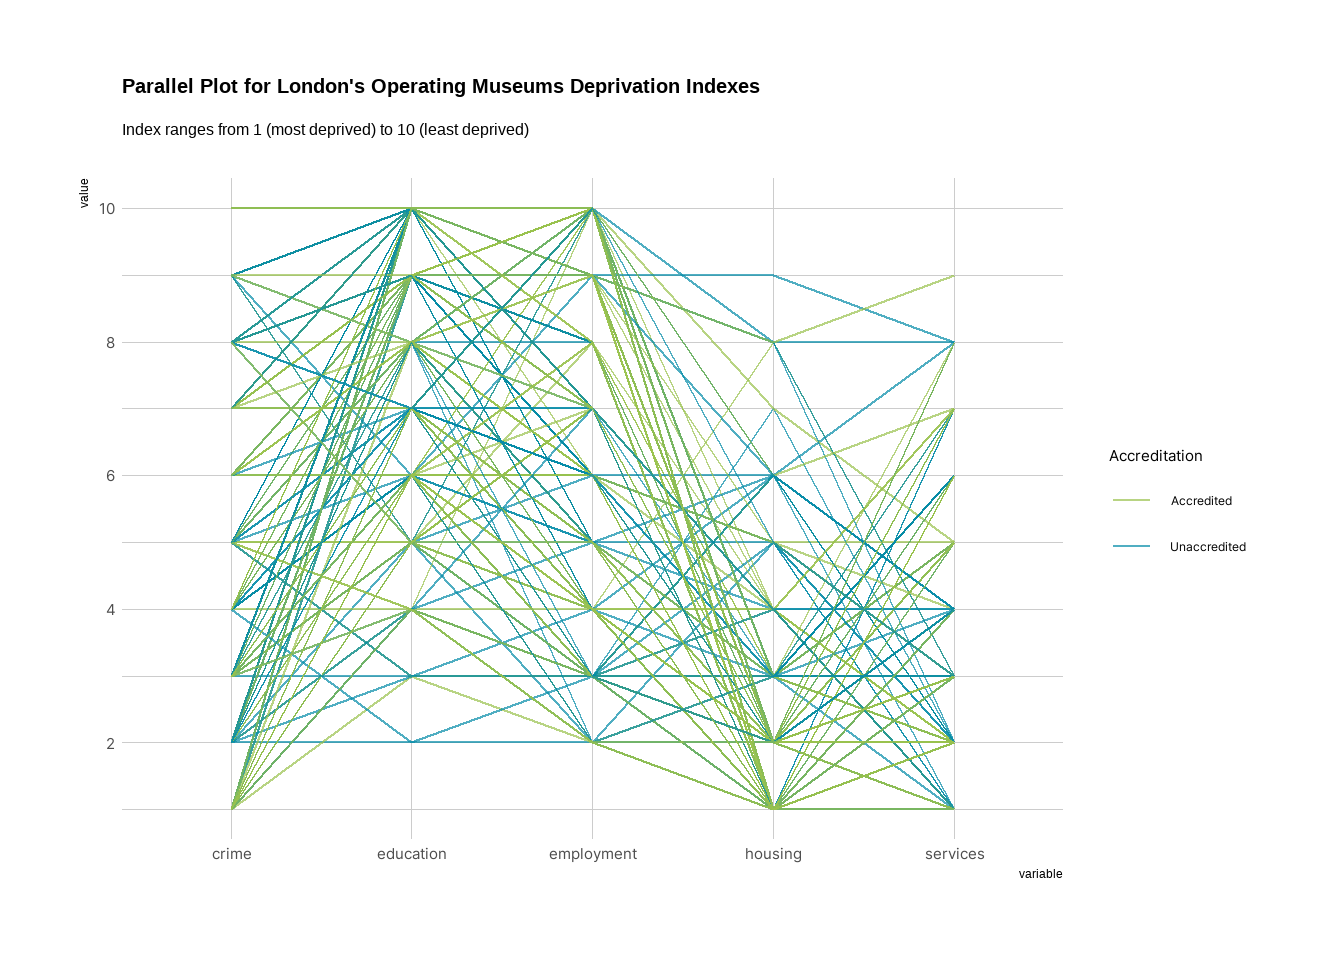 Parallel Plot for London's Operating Museums Deprivation Indexes
Index ranges from 1 (most deprived) to 10 (least deprived)
value
10
8
6
4
2
crime education employment housing services
variable
Accreditation
Accredited
Unaccredited